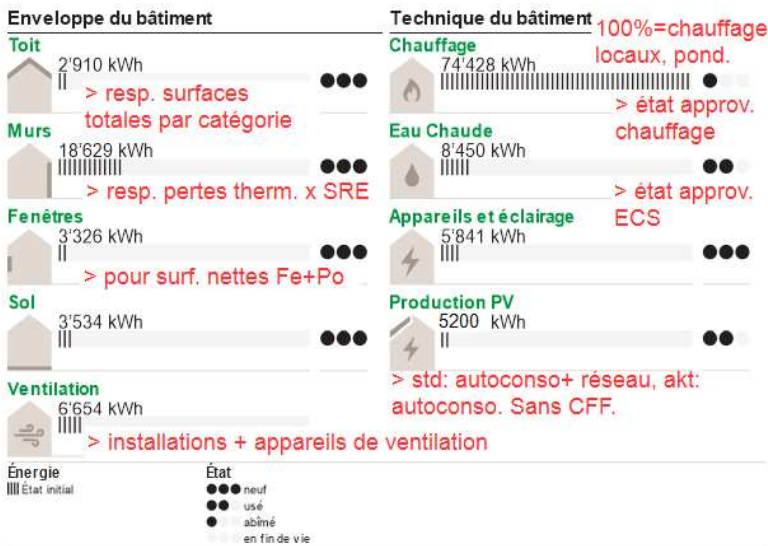 Enveloppe du bâtiment
Toit
2'910 kWh
> resp. surfaces
totales par catégorie
Murs
18'629 kWh
> resp. pertes therm. x SRE
Fenêtres
3'326 kWh
> pour surf. nettes Fe+Po
Sol
3'534 kWh
Ventilation
6'654 kWh
> installations + appareils de ventilation
Technique du bâtiment
100%=chauffage
locaux, pond.
Chauffage
74'428 kWh
> état approv.
chauffage
Eau Chaude
8'450 kWh
> état approv.
ECS
Appareils et éclairage
5'841 kWh
Production PV
5200 kWh
> std: autoconso+ réseau, akt:
autoconso. Sans CFF.
Énergie
État initial
État
neuf
usé
abîmé
en fin de vie